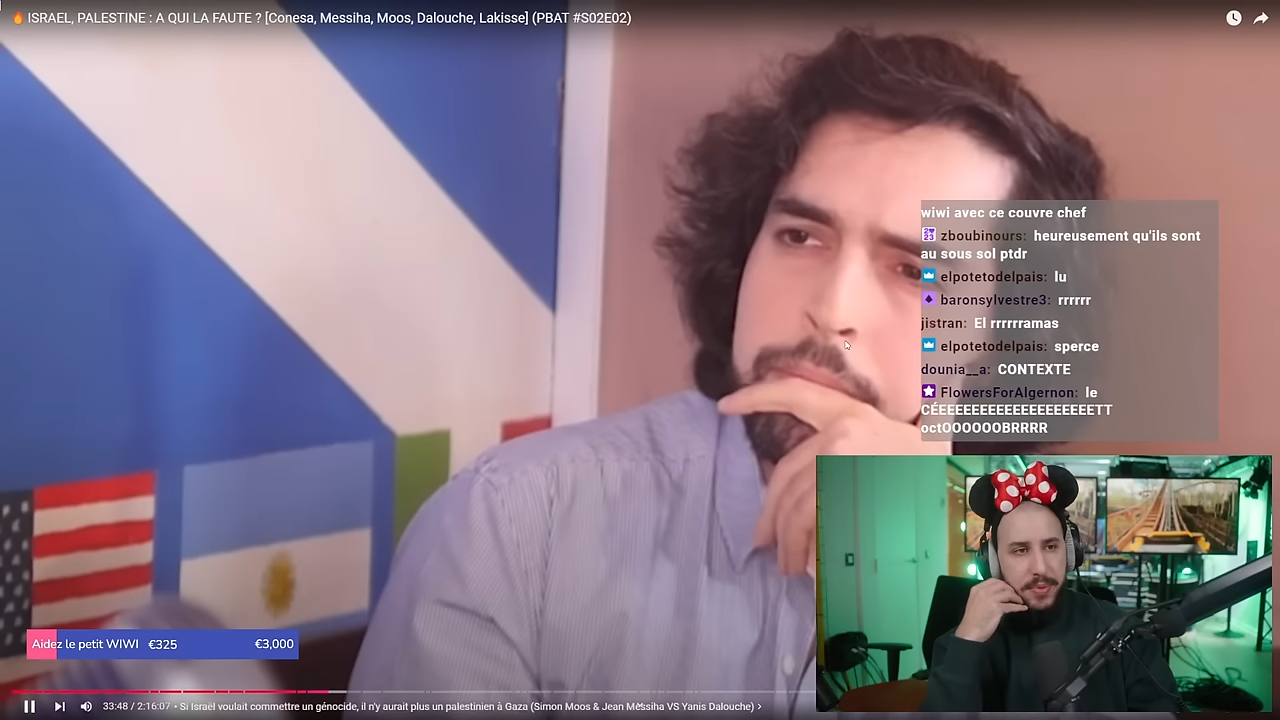 🔥 ISRAEL, PALESTINE : A QUI LA FAUTE ? [Conesa, Messiha, Moos, Dalouche, Lakisse] (PBAT #S02E02)
wiwi avec ce couvre chef
zboubinours: heureusement qu'ils sont
au sous sol ptdr
elpotetodelpais: lu
baronsylvestre3: rrrrrr
jistran: El rrrrrramas
elpotetodelpais: sperce
dounia__a: CONTEXTE
FlowersForAlgernon: le
CÉEEEEEEEEEEEEEEEEEEETT
octOOOOOOBRRRR
Aidez le petit WIWI €325 €3,000
33:48 / 2:16:07 • Si Israël voulait commettre un génocide, il n'y aurait plus un palestinien à Gaza (Simon Moos & Jean Messiha VS Yanis Dalouche) >